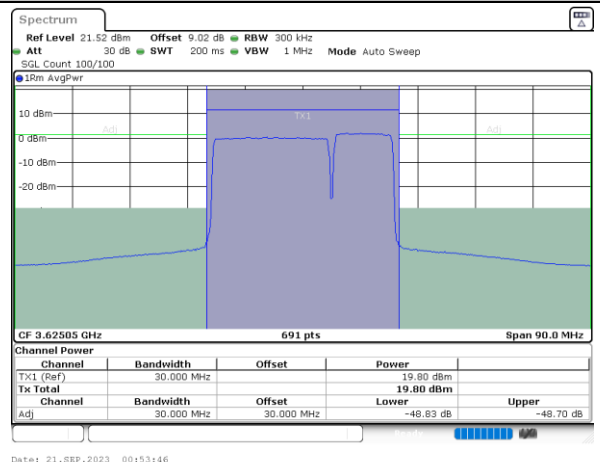 Spectrum
Ref Level 21.52 dBm Offset 9.02 dB RBW 300 kHz
Att 30 dB SWT 200 ms VBW 1 MHz Mode Auto Sweep
SGL Count 100/100
1Rm AvgPwr
TX1
10 dBm
Adj Adj
0 dBm
-10 dBm
-20 dBm
CF 3.62505 GHz 691 pts Span 90.0 MHz
Channel Power
Channel Bandwidth Offset Power
TX1 (Ref) 30.000 MHz 19.80 dBm
Tx Total 19.80 dBm
Channel Bandwidth Offset Lower Upper
Adj 30.000 MHz 30.000 MHz -48.83 dB -48.70 dB
Ready
Date: 21.SEP.2023 00:53:46